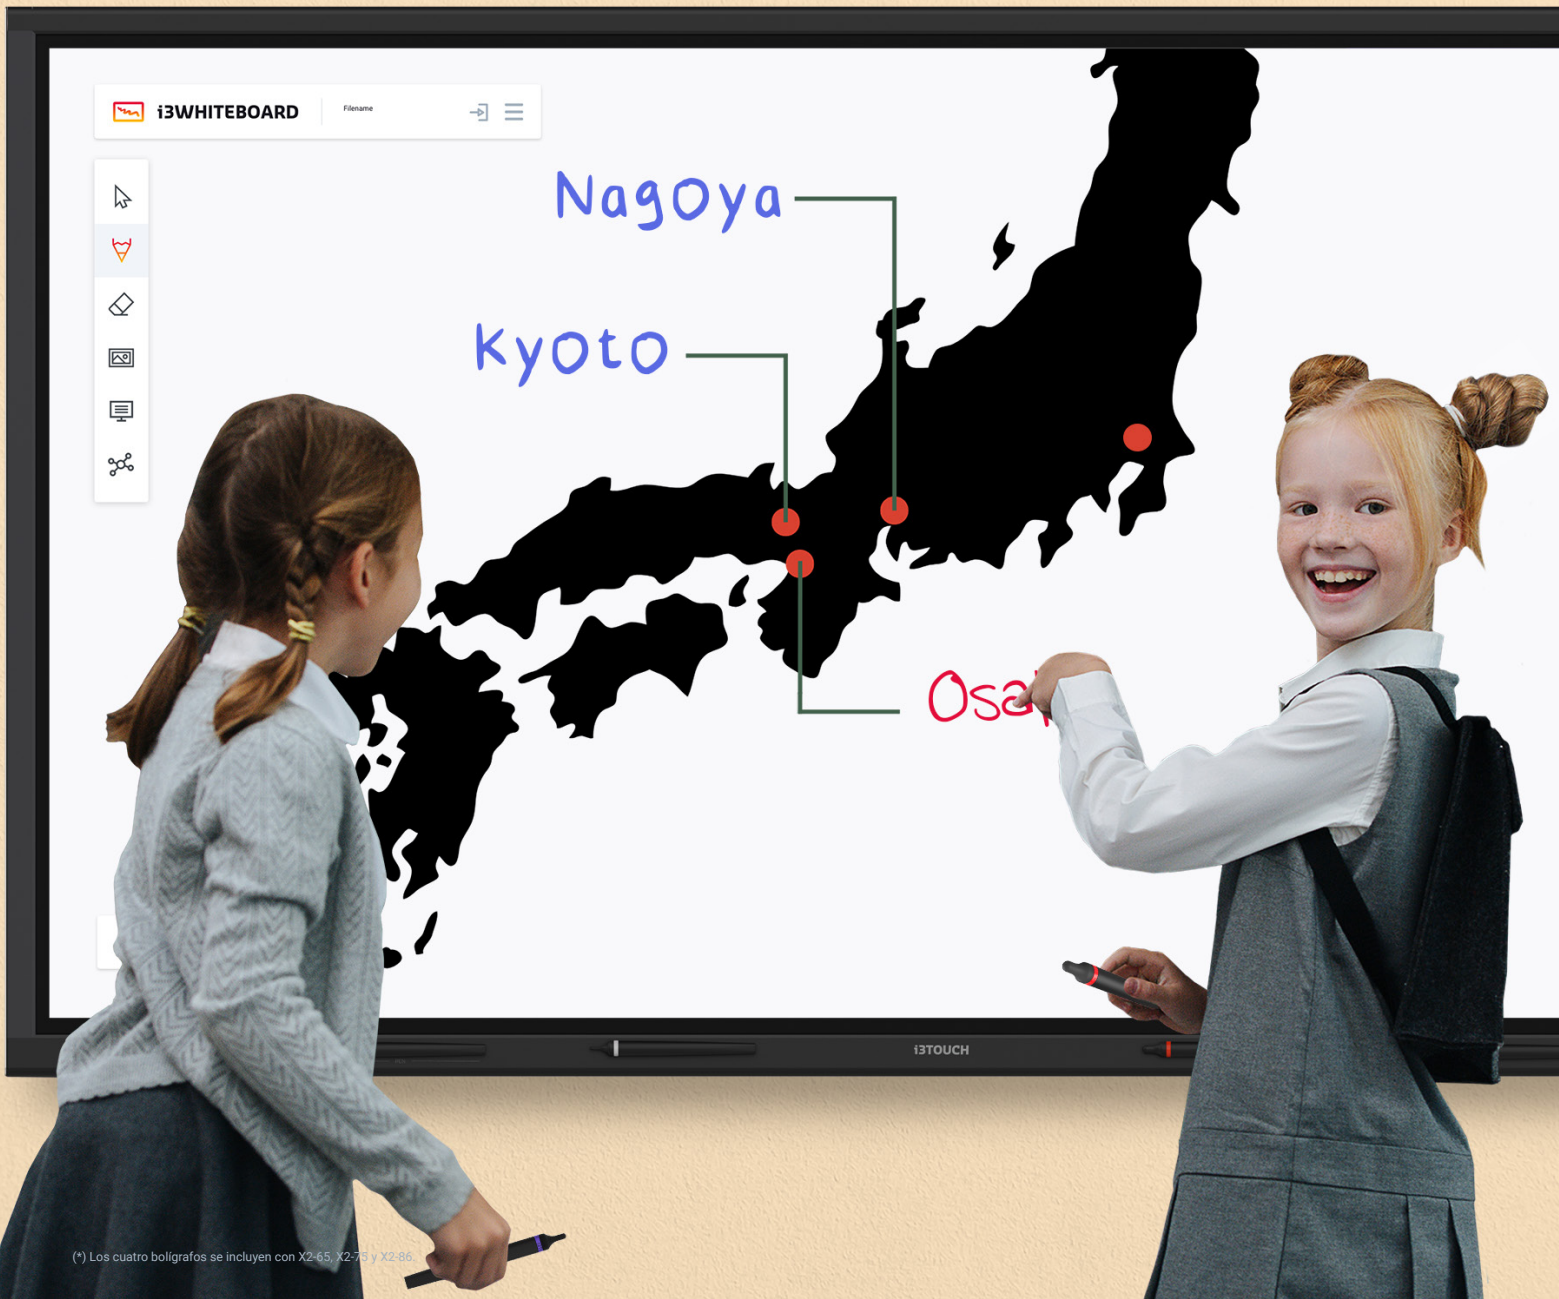 i3WHITEBOARD
Filename
Nagoya
Kyoto
Osa
i3TOUCH
(*) Los cuatro bolígrafos se incluyen con X2-65, X2-75 y X2-86.